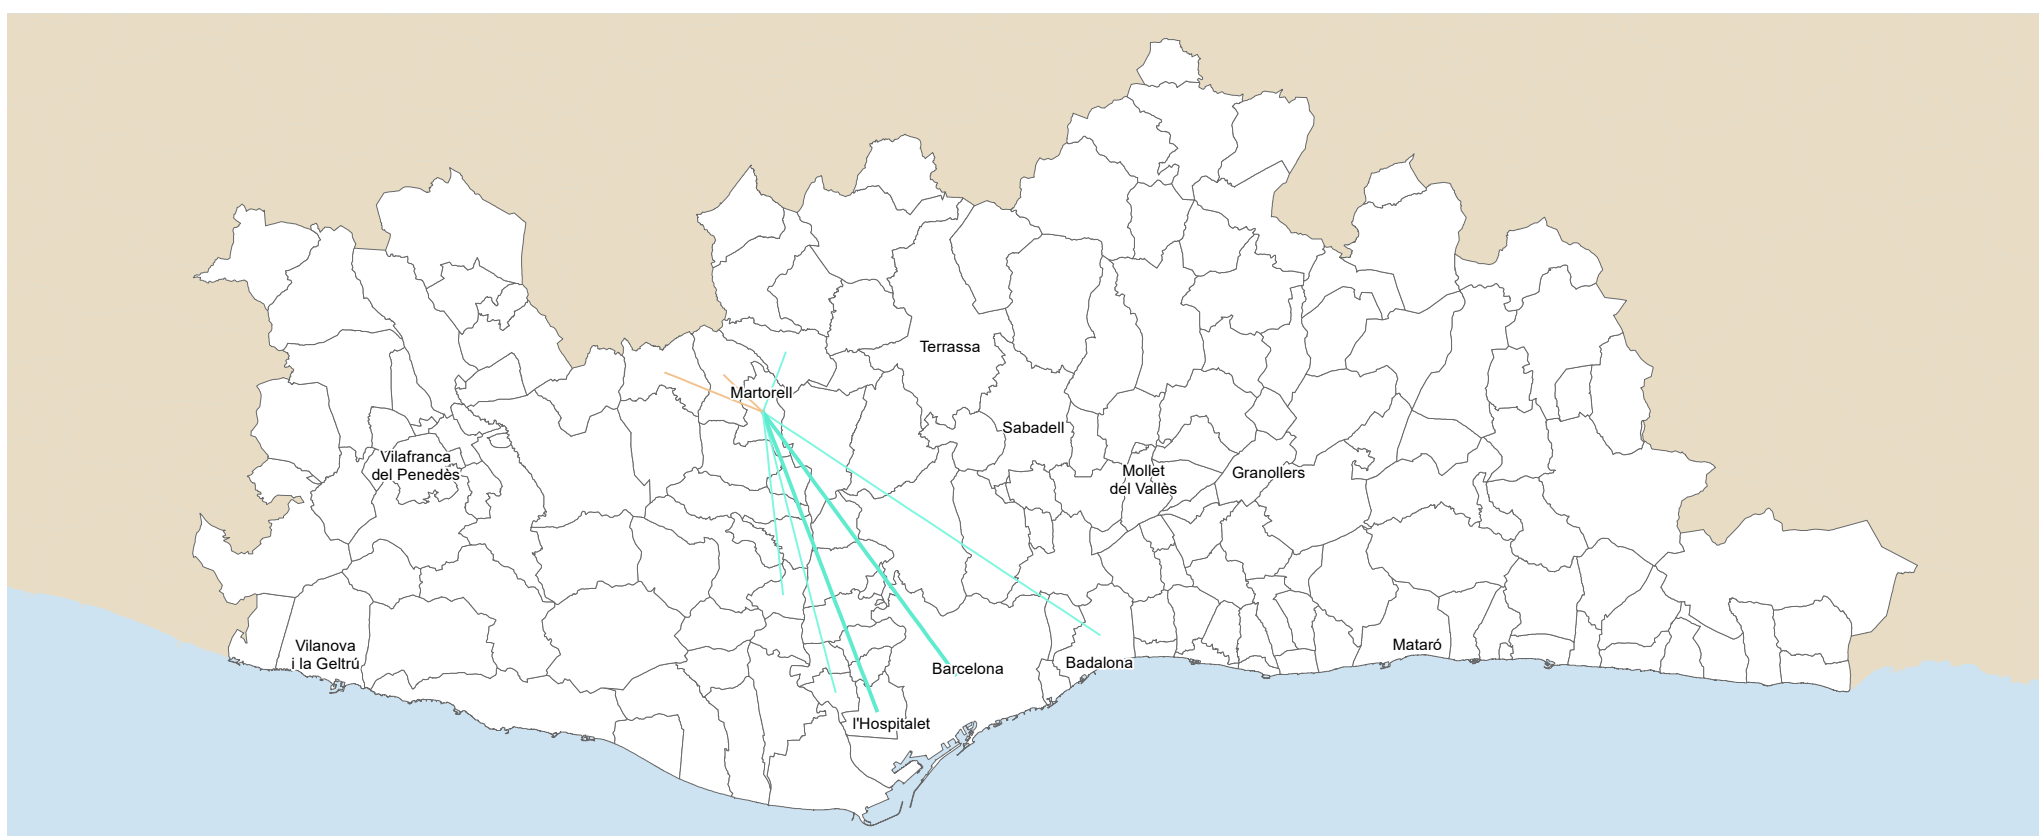 Terrassa
Martorell
Sabadell
Vilafranca
del Penedès
Mollet
del Vallès
Granollers
Vilanova
i la Geltrú
Mataró
Barcelona
Badalona
l'Hospitalet